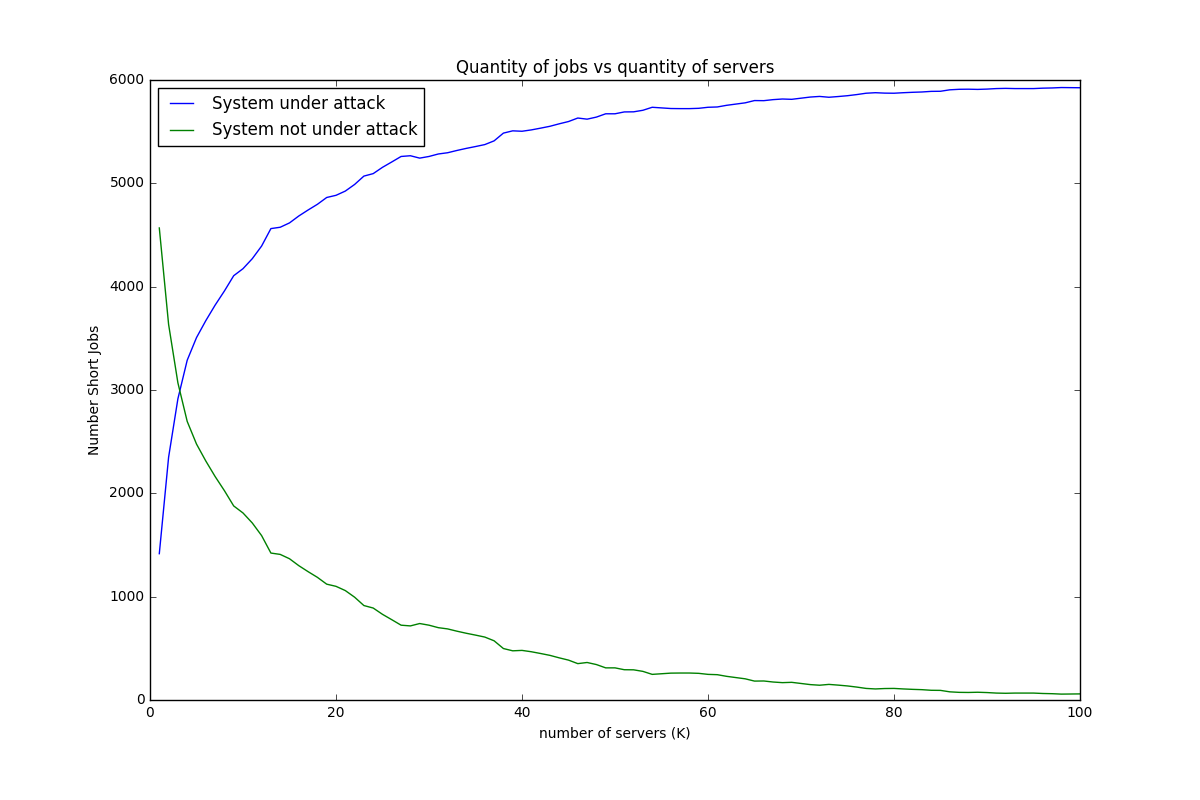 Quantity of jobs vs quantity of servers
System under attack
System not under attack
6000
5000
4000
3000
2000
1000
0
Number Short Jobs
0 20 40 60 80 100
number of servers (K)